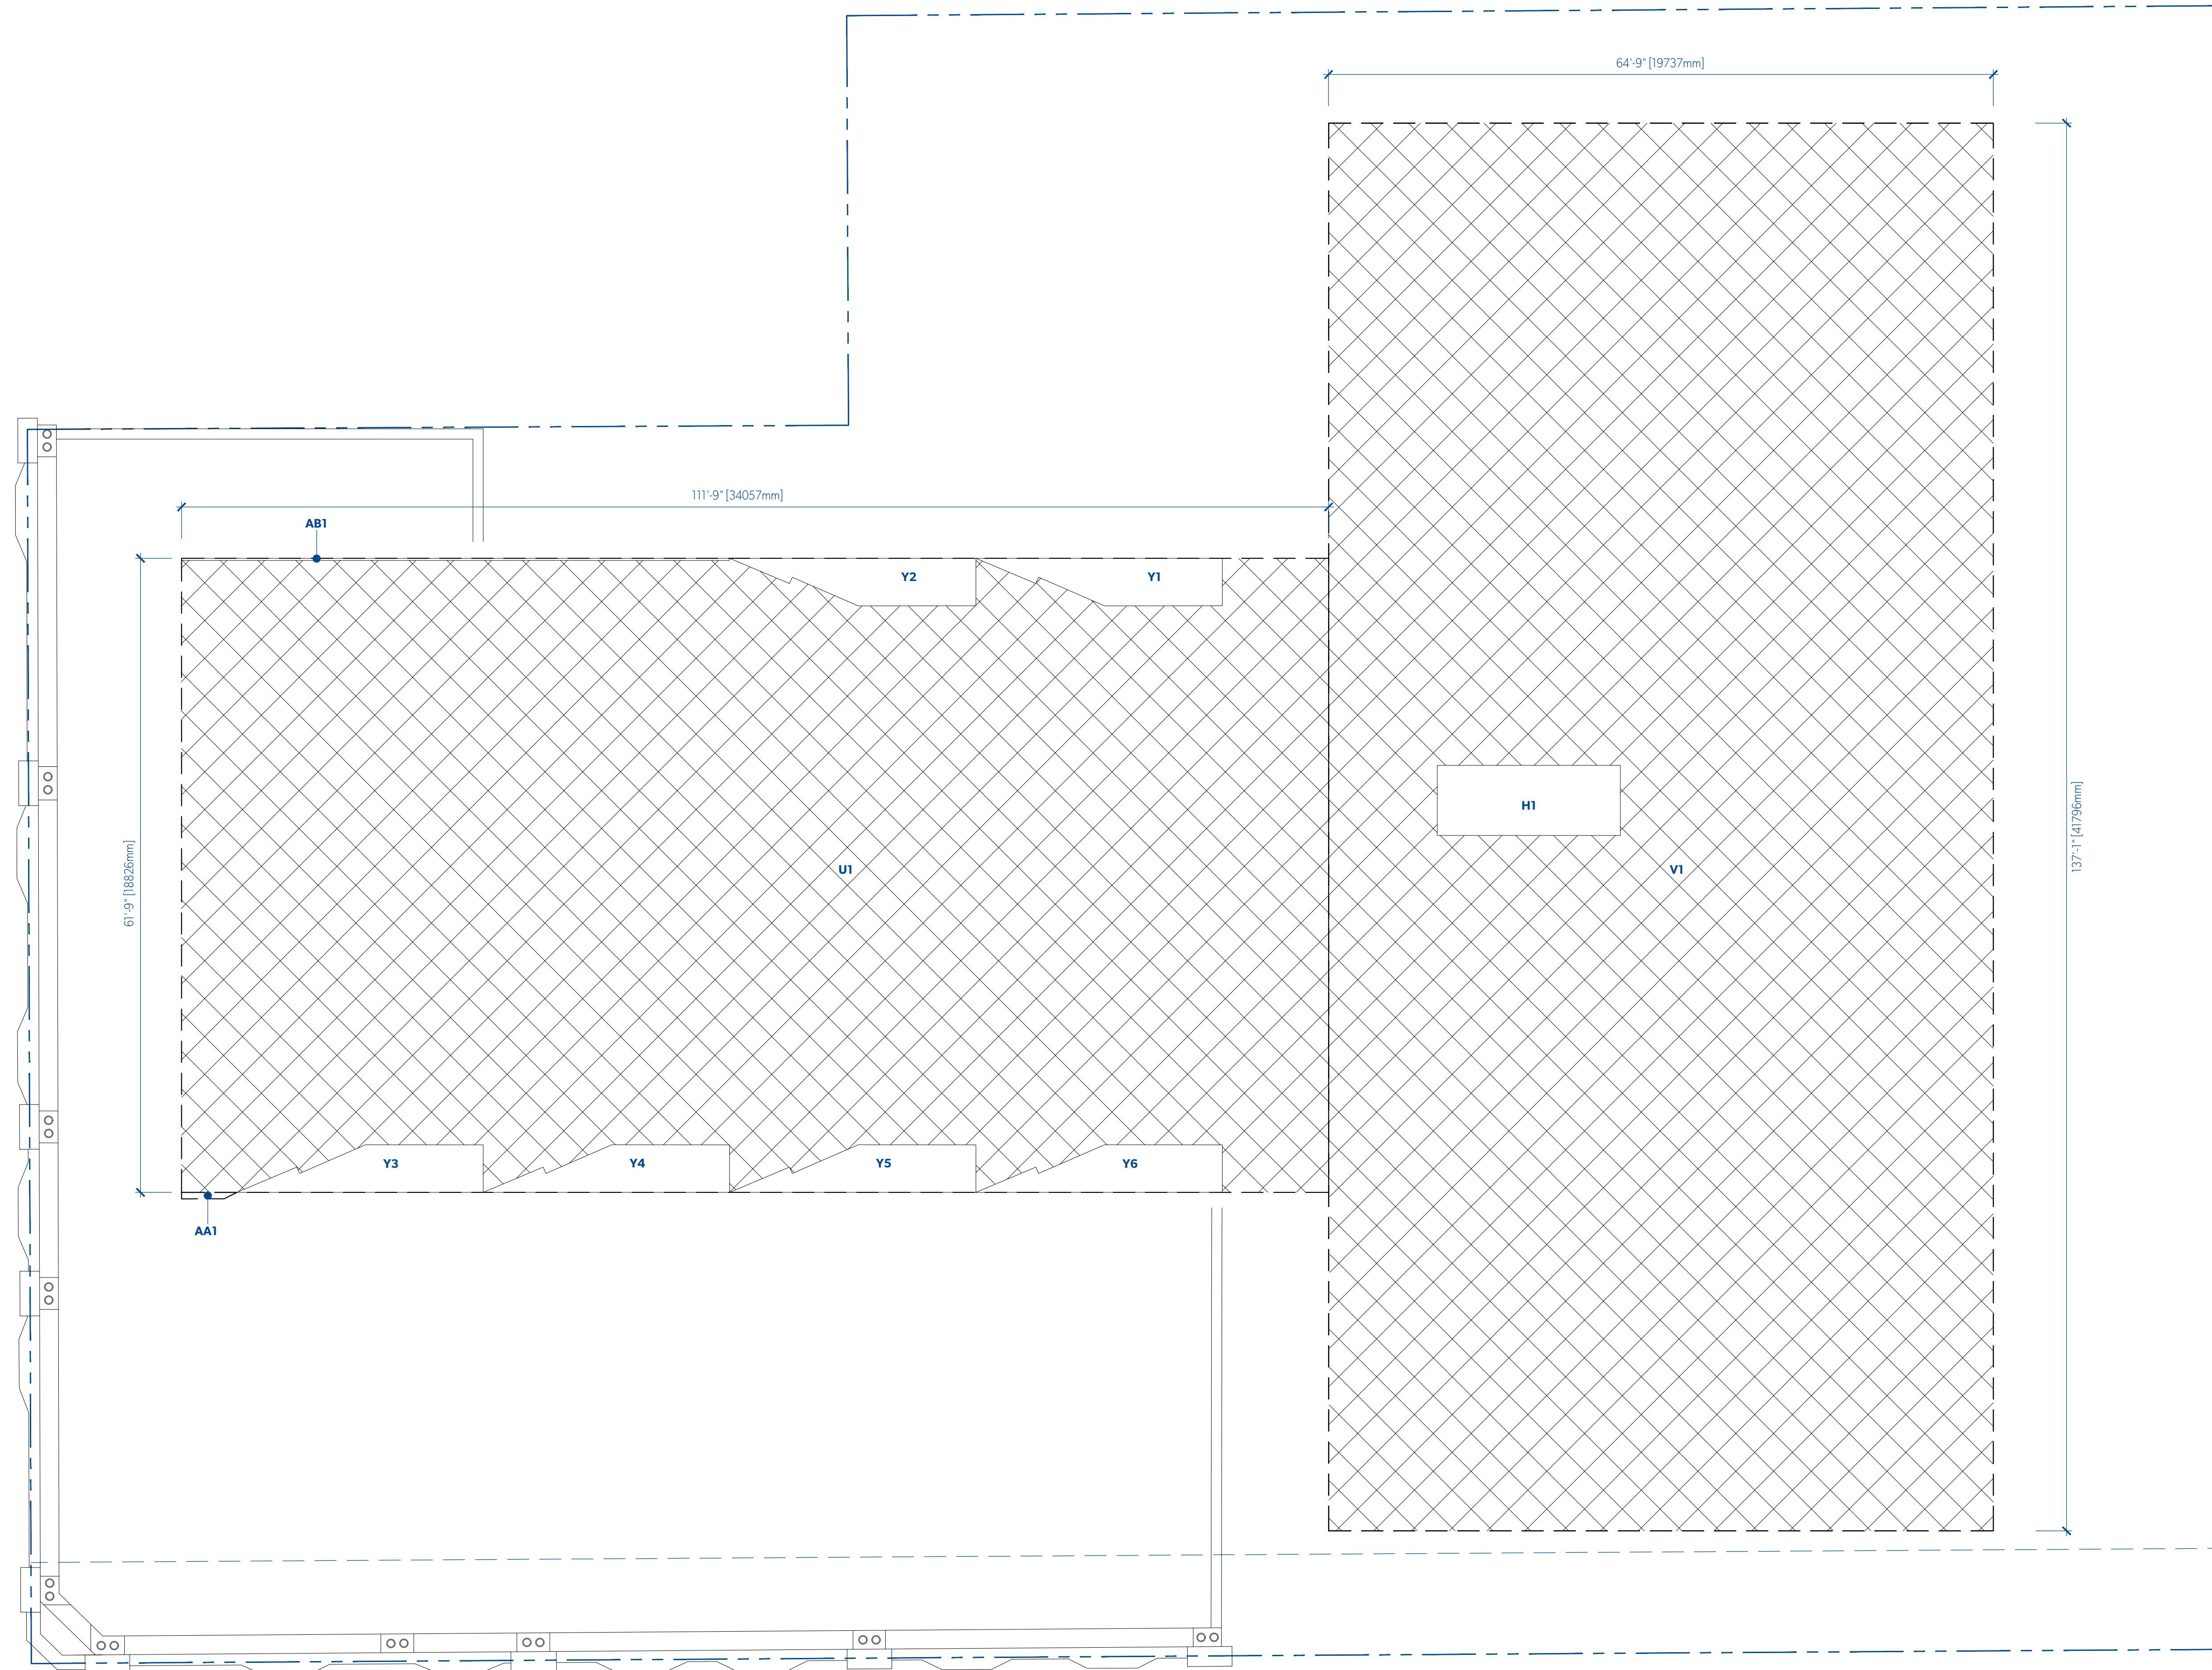 64'-9" [19737mm]
111'-9" [34057mm]
AB1
Y2
Y1
H1
U1
V1
61'-9" [18826mm]
137'-1" [41796mm]
Y3
Y4
Y5
Y6
AA1